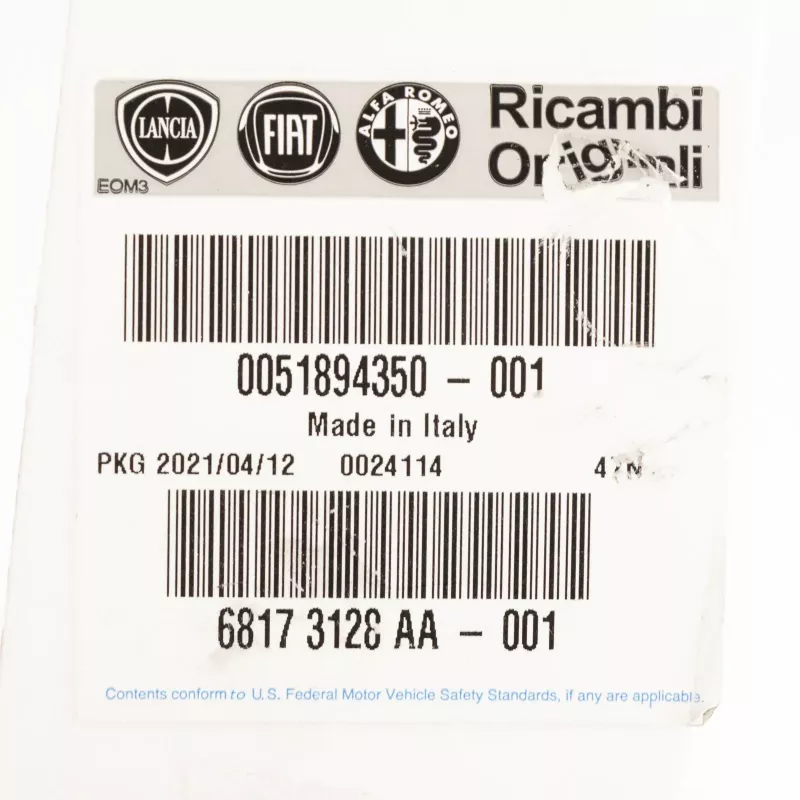 LANCIA FIAT ALFA ROMEO Ricambi
EOM3
0051894350 - 001
Made in Italy
PKG 2021/04/12 0024114
6817 3128 AA - 001
Contents conform to U.S. Federal Motor Vehicle Safety Standards, if any are applicable.